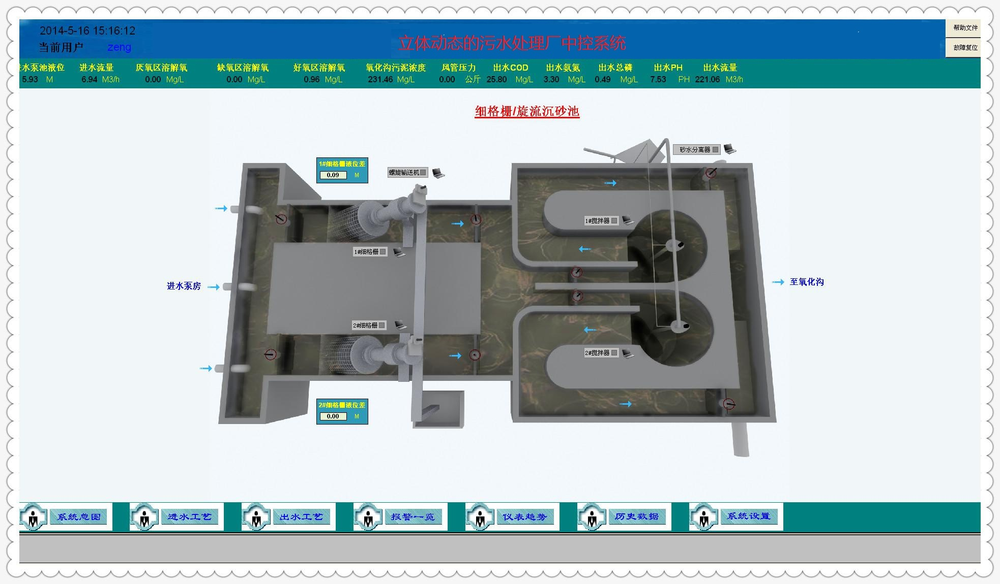 2014-5-16 15:16:12
当前用户 zeng
立体动态的污水处理厂中控系统
帮助文件
故障复位
水泵池液位 进水流量 厌氧区溶解氧 缺氧区溶解氧 好氧区溶解氧 氧化沟污泥浓度 风管压力 出水COD 出水氨氮 出水总磷 出水PH 出水流量
5.93 M 6.94 M3/h 0.00 Mg/L 0.00 Mg/L 0.96 Mg/L 231.46 Mg/L 0.00 公斤 25.80 Mg/L 3.30 Mg/L 0.49 Mg/L 7.53 PH 221.06 M3/h
细格栅/旋流沉砂池
砂水分离器
1#细格栅液位差
0.09 M
螺旋输送机
1#搅拌器
1#细格栅
进水泵房
至氧化沟
2#细格栅
2#搅拌器
2#细格栅液位差
0.00 M
系统总图 进水工艺 出水工艺 报警一览 仪表趋势 历史数据 系统设置